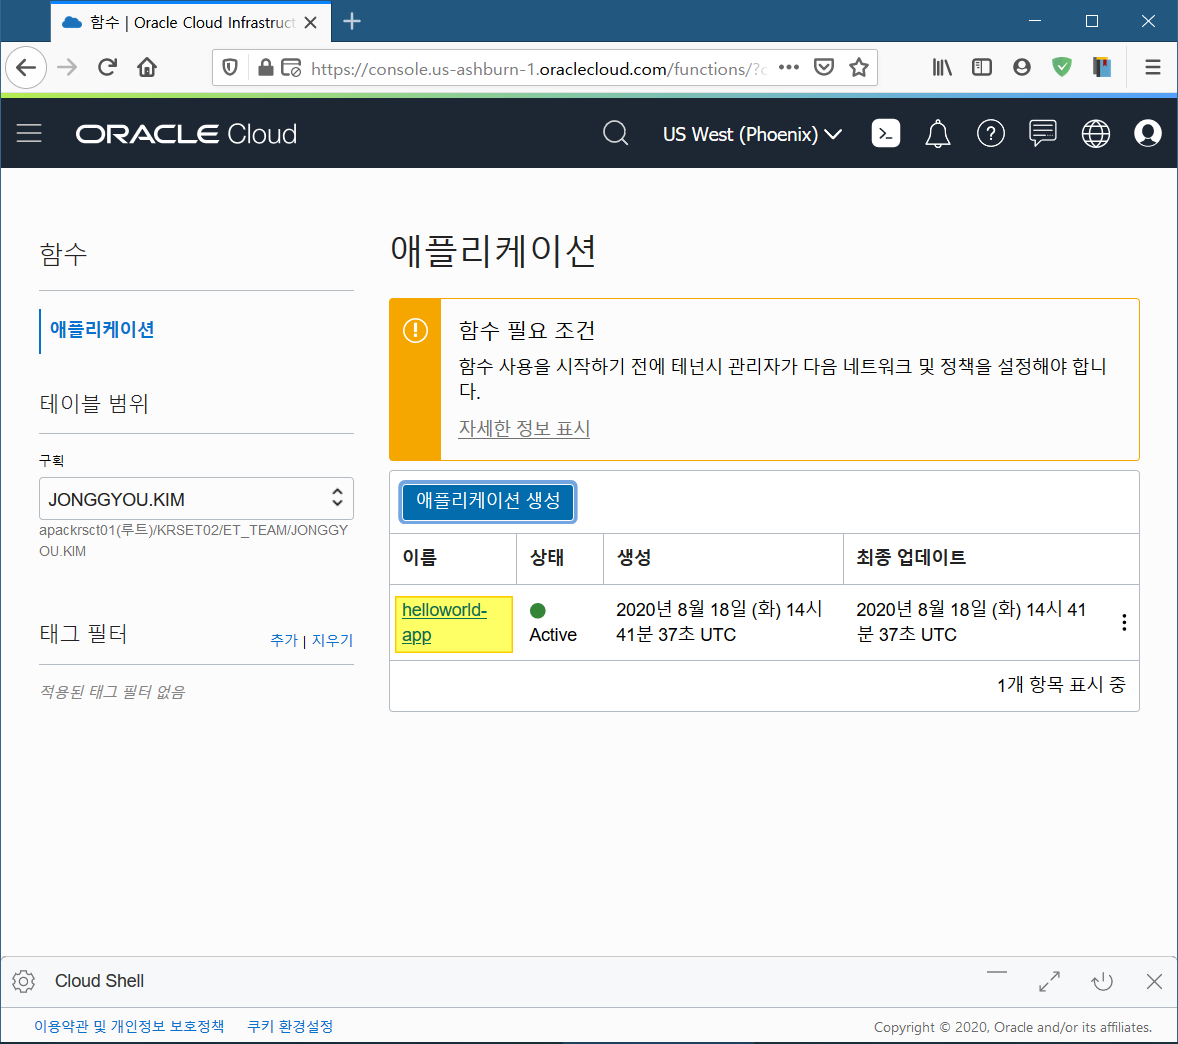 함수 | Oracle Cloud Infrastruct
https://console.us-ashburn-1.oraclecloud.com/functions/?c
ORACLE Cloud
US West (Phoenix)
함수
애플리케이션
테이블 범위
구획
JONGGYOU.KIM
apackrsct01(루트)/KRSET02/ET_TEAM/JONGGY
OU.KIM
태그 필터
추가 | 지우기
적용된 태그 필터 없음
애플리케이션
함수 필요 조건
함수 사용을 시작하기 전에 테넌시 관리자가 다음 네트워크 및 정책을 설정해야 합니
다.
자세한 정보 표시
애플리케이션 생성
이름 상태 생성 최종 업데이트
helloworld-
app
Active
2020년 8월 18일 (화) 14시
41분 37초 UTC
2020년 8월 18일 (화) 14시 41
분 37초 UTC
1개 항목 표시 중
Cloud Shell
이용약관 및 개인정보 보호정책 쿠키 환경설정
Copyright © 2020, Oracle and/or its affiliates.